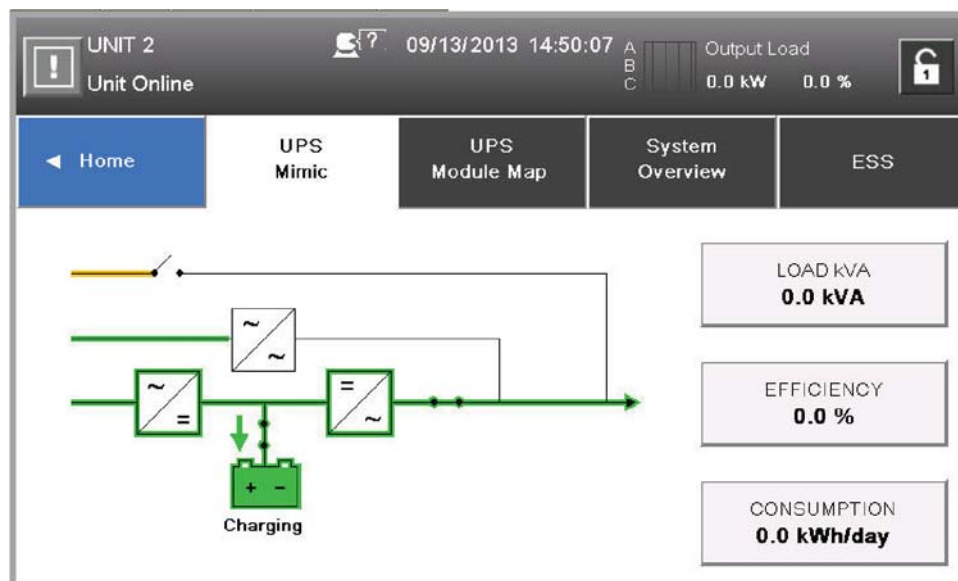 UNIT 2
Unit Online
?
09/13/2013 14:50:07
A
B
C
Output Load
0.0 kW 0.0 %
1
◄ Home
UPS
Mimic
UPS
Module Map
System
Overview
ESS
LOAD kVA
0.0 kVA
~
~
~
=
=
~
EFFICIENCY
0.0 %
+ -
Charging
CONSUMPTION
0.0 kWh/day